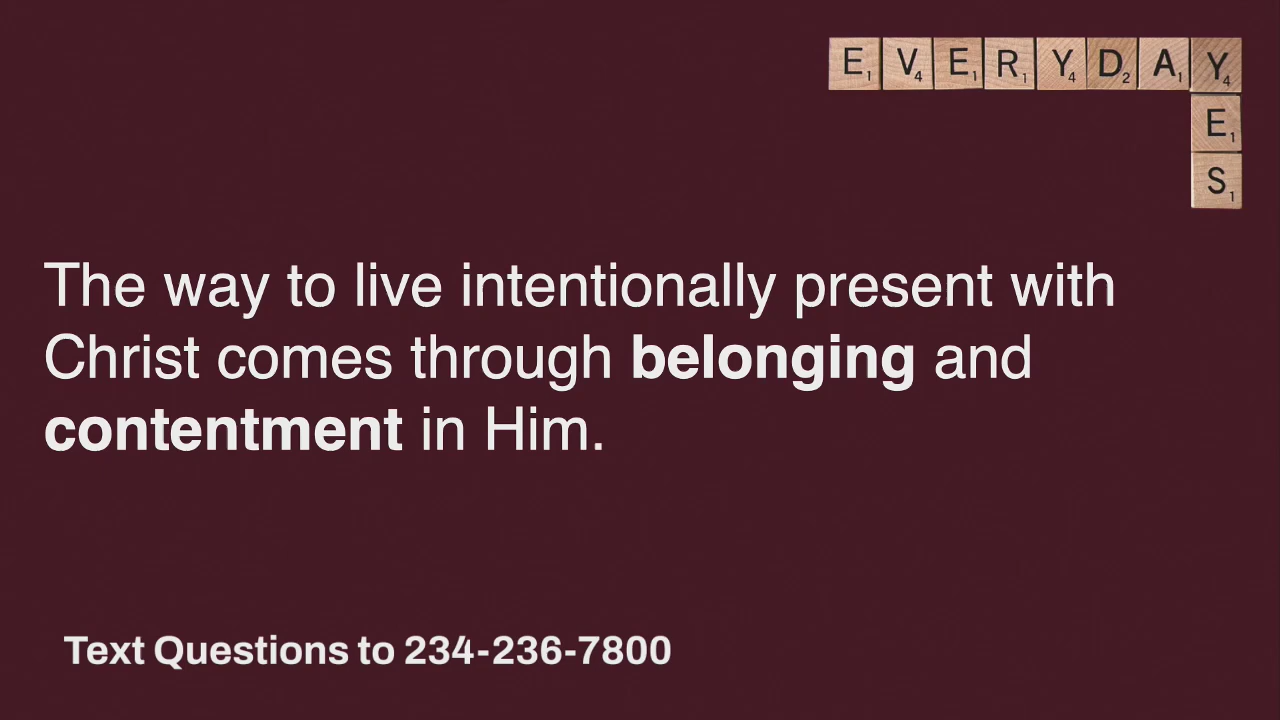 EVERYDAY
YES
The way to live intentionally present with
Christ comes through belonging and
contentment in Him.
Text Questions to 234-236-7800